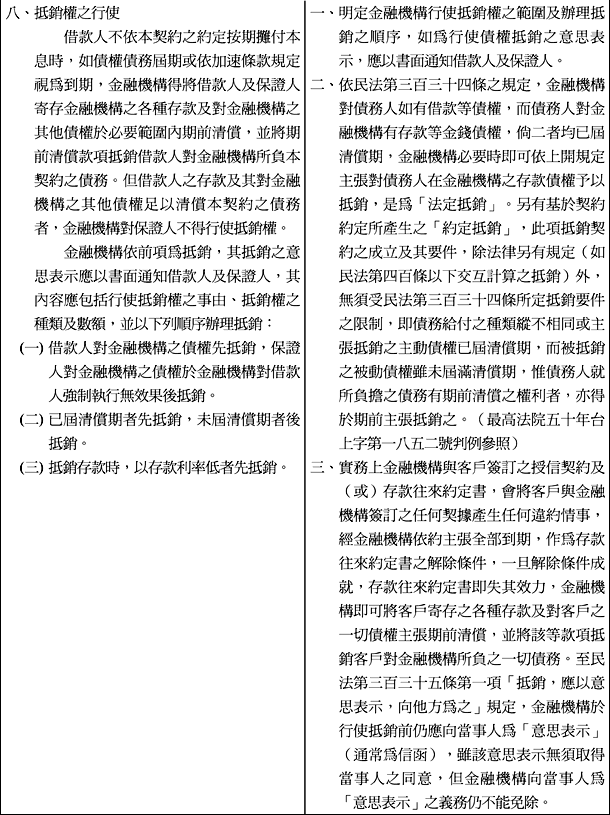 八、抵銷權之行使
借款人不依本契約之約定按期攤付本
息時，如債權債務屆期或依加速條款規定
視為到期，金融機構得將借款人及保證人
寄存金融機構之各種存款及對金融機構之
其他債權於必要範圍內期前清償，並將期
前清償款項抵銷借款人對金融機構所負本
契約之債務。但借款人之存款及其對金融
機構之其他債權足以清償本契約之債務
者，金融機構對保證人不得行使抵銷權。
金融機構依前項為抵銷，其抵銷之意
思表示應以書面通知借款人及保證人，其
內容應包括行使抵銷權之事由、抵銷權之
種類及數額，並以下列順序辦理抵銷：
(一) 借款人對金融機構之債權先抵銷，保證
人對金融機構之債權於金融機構對借款
人強制執行無效果後抵銷。
(二) 已屆清償期者先抵銷，未屆清償期者後
抵銷。
(三) 抵銷存款時，以存款利率低者先抵銷。
一、明定金融機構行使抵銷權之範圍及辦理抵
銷之順序，如為行使債權抵銷之意思表
示，應以書面通知借款人及保證人。
二、依民法第三百三十四條之規定，金融機構
對債務人如有借款等債權，而債務人對金
融機構有存款等金錢債權，倘二者均已屆
清償期，金融機構必要時即可依上開規定
主張對債務人在金融機構之存款債權予以
抵銷，是為「法定抵銷」。另有基於契約
約定所產生之「約定抵銷」，此項抵銷契
約之成立及其要件，除法律另有規定（如
民法第四百條以下交互計算之抵銷）外，
無須受民法第三百三十四條所定抵銷要件
之限制，即債務給付之種類縱不相同或主
張抵銷之主動債權已屆清償期，而被抵銷
之被動債權雖未屆滿清償期，惟債務人就
所負擔之債務有期前清償之權利者，亦得
於期前主張抵銷之。（最高法院五十年台
上字第一八五二號判例參照）
三、實務上金融機構與客戶簽訂之授信契約及
（或）存款往來約定書，會將客戶與金融
機構簽訂之任何契據產生任何違約情事，
經金融機構依約主張全部到期，作為存款
往來約定書之解除條件，一旦解除條件成
就，存款往來約定書即失其效力，金融機
構即可將客戶寄存之各種存款及對客戶之
一切債權主張期前清償，並將該等款項抵
銷客戶對金融機構所負之一切債務。至民
法第三百三十五條第一項「抵銷，應以意
思表示，向他方為之」規定，金融機構於
行使抵銷前仍應向當事人為「意思表示」
（通常為信函），雖該意思表示無須取得
當事人之同意，但金融機構向當事人為
「意思表示」之義務仍不能免除。